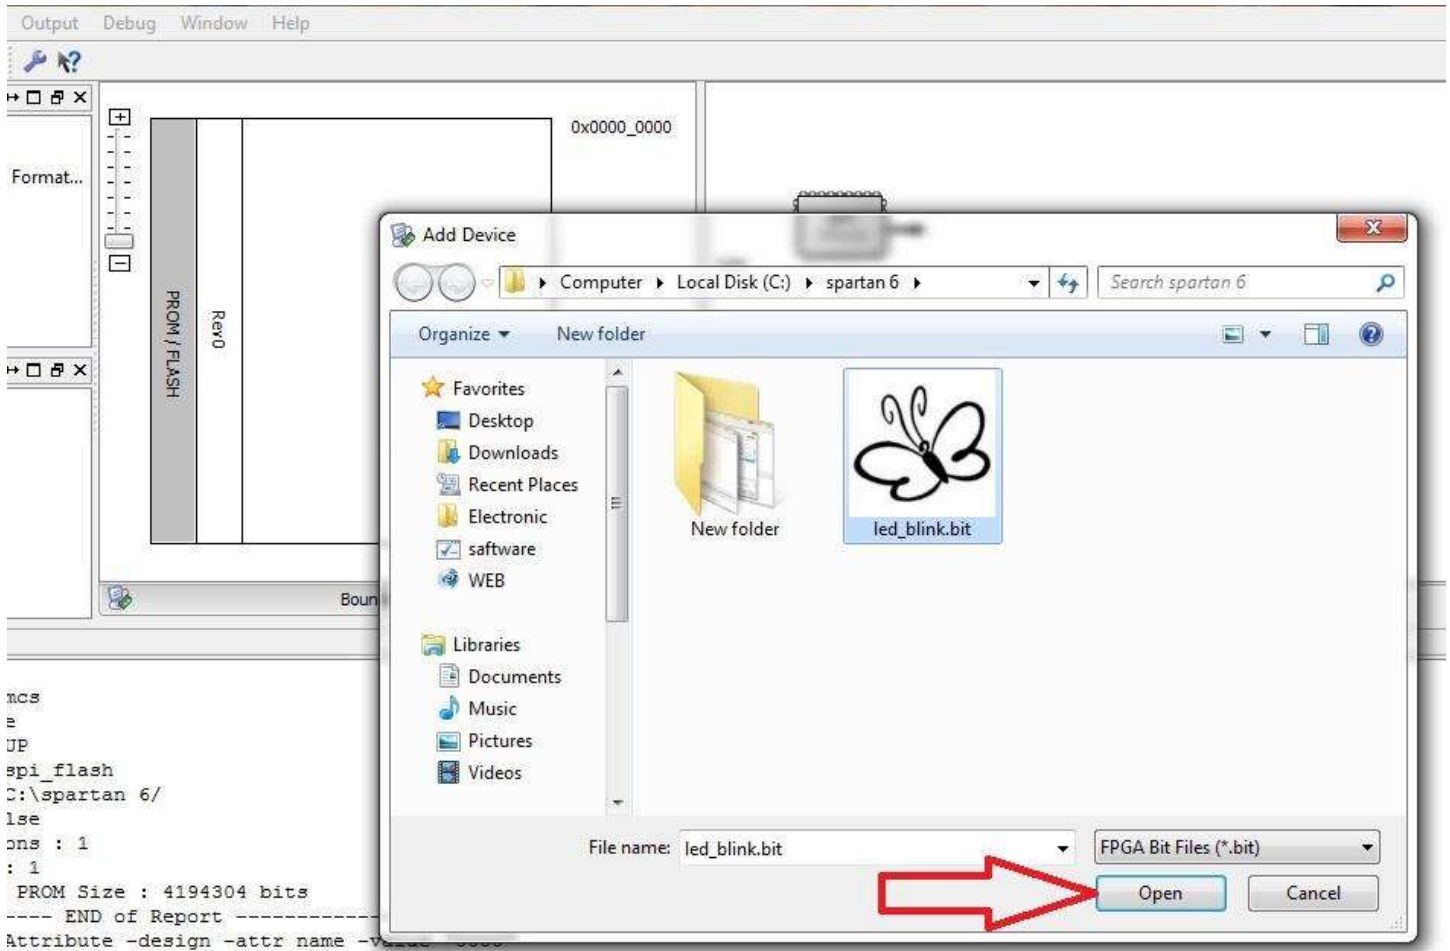 Output Debug Window Help
Format...
0x0000_0000
PROM / FLASH
Rev0
Boun
Add Device
Computer Local Disk (C:) spartan 6
Search spartan 6
Organize New folder
Favorites
Desktop
Downloads
Recent Places
Electronic
saftware
WEB
Libraries
Documents
Music
Pictures
Videos
New folder
led_blink.bit
File name: led_blink.bit
FPGA Bit Files (*.bit)
Open Cancel
mcs
e
UP
spi_flash
C:\spartan 6/
lse
ons : 1
: 1
PROM Size : 4194304 bits
---- END of Report ------------
Attribute -design -attr name -value "0000"